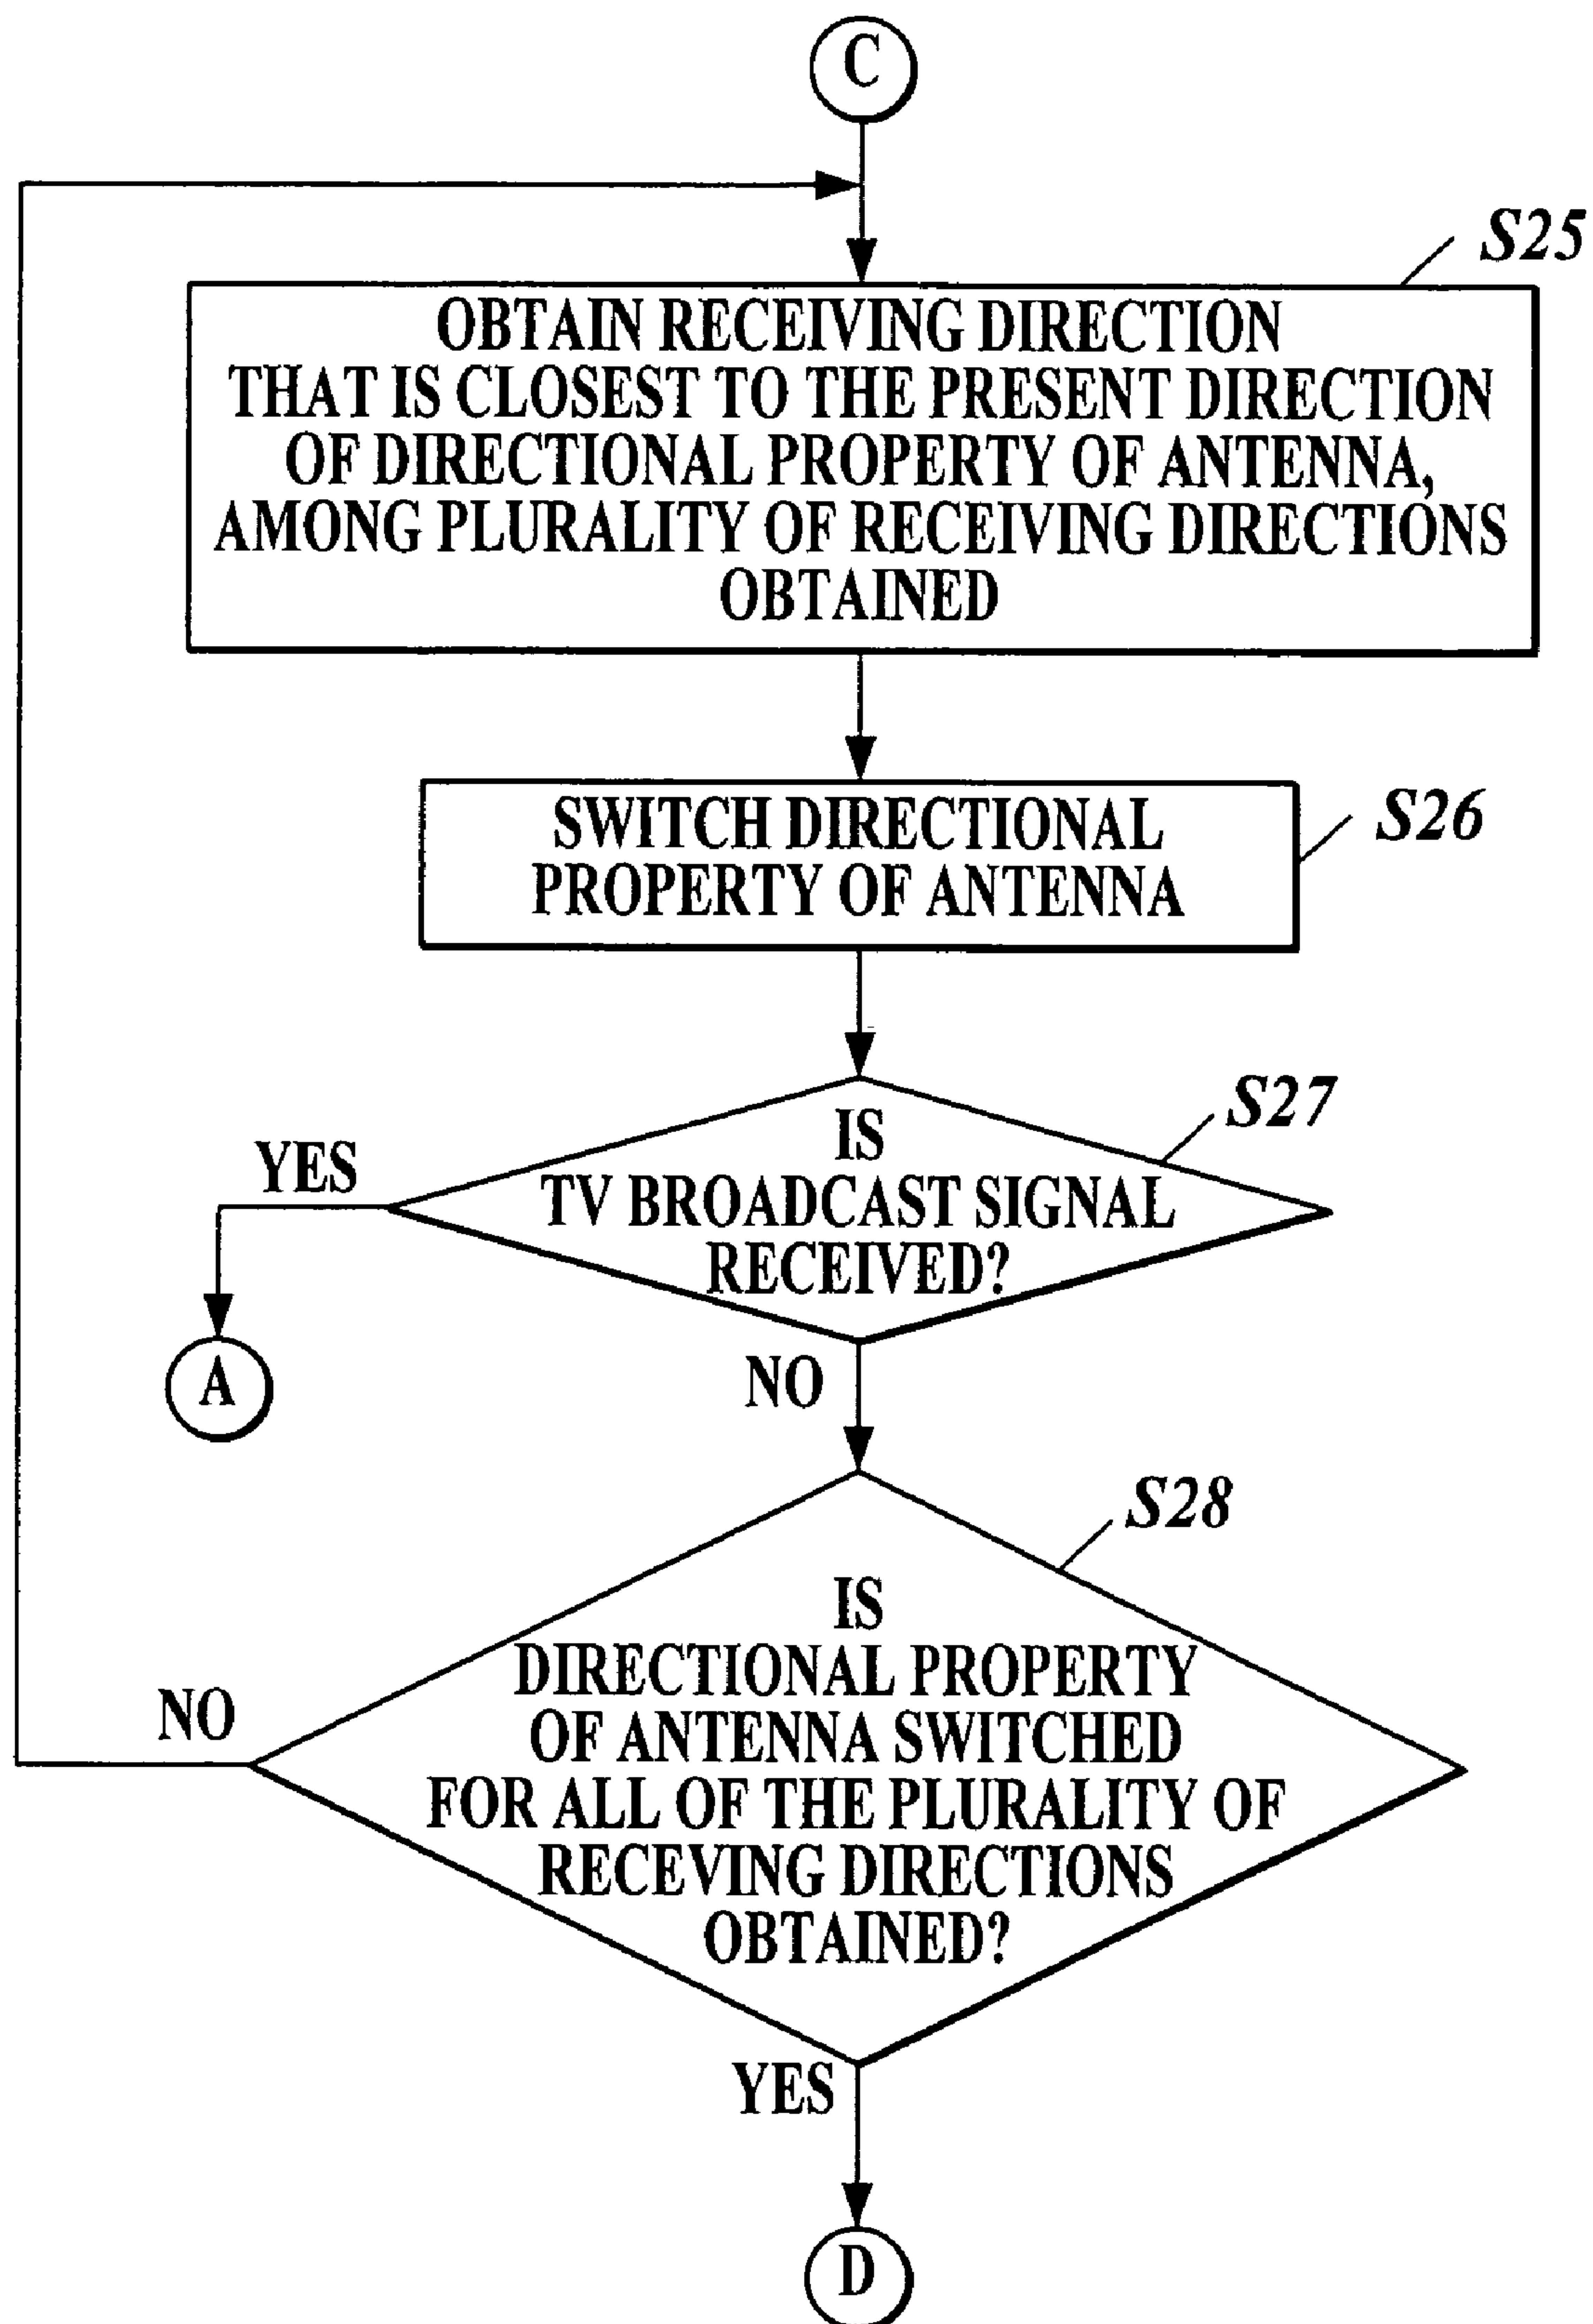 C
S25
OBTAIN RECEIVING DIRECTION
THAT IS CLOSEST TO THE PRESENT DIRECTION
OF DIRECTIONAL PROPERTY OF ANTENNA,
AMONG PLURALITY OF RECEIVING DIRECTIONS
OBTAINED
SWITCH DIRECTIONAL
PROPERTY OF ANTENNA
S26
S27
IS
TV BROADCAST SIGNAL
RECEIVED?
YES
A
NO
S28
IS
DIRECTIONAL PROPERTY
OF ANTENNA SWITCHED
FOR ALL OF THE PLURALITY OF
RECEVING DIRECTIONS
OBTAINED?
NO
YES
D